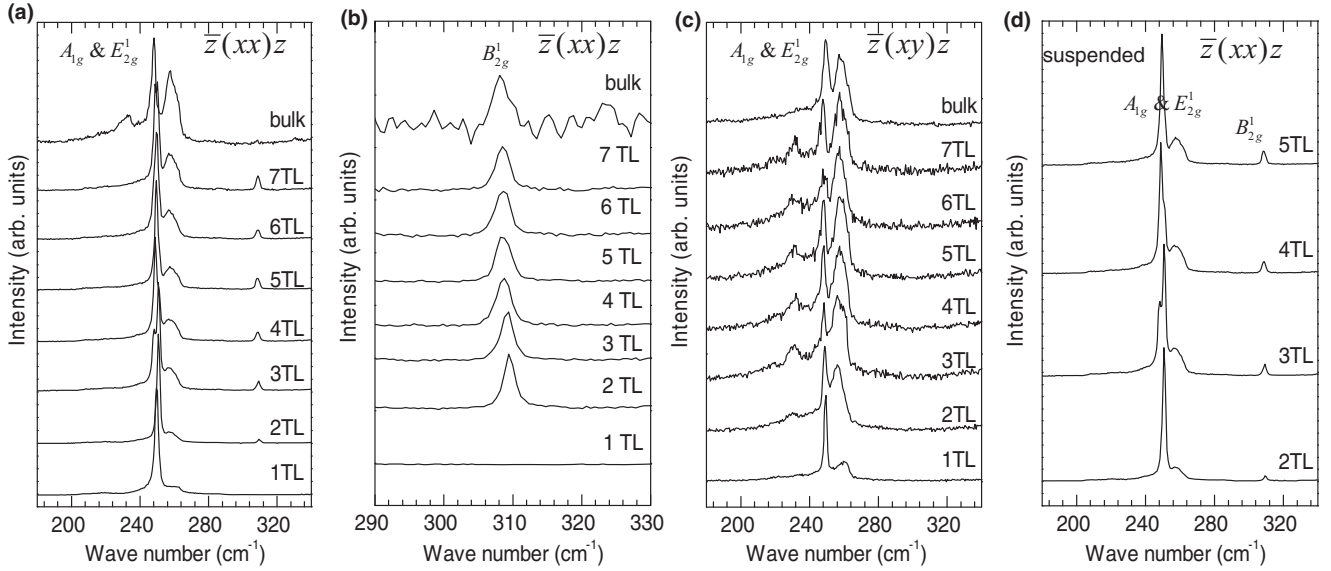 (a)
A1g & E¹2g
z̅(xx)z
bulk
7TL
6TL
5TL
4TL
3TL
2TL
1TL
200 240 280 320
Wave number (cm⁻¹)
Intensity (arb. units)
(b)
B¹2g
z̅(xx)z
bulk
7 TL
6 TL
5 TL
4 TL
3 TL
2 TL
1 TL
290 300 310 320 330
Wave number (cm⁻¹)
Intensity (arb. units)
(c)
A1g & E¹2g
z̅(xy)z
bulk
7TL
6TL
5TL
4TL
3TL
2TL
1TL
200 240 280 320
Wave number (cm⁻¹)
Intensity (arb. units)
(d)
suspended
z̅(xx)z
A1g & E¹2g
B¹2g
5TL
4TL
3TL
2TL
200 240 280 320
Wave number (cm⁻¹)
Intensity (arb. units)